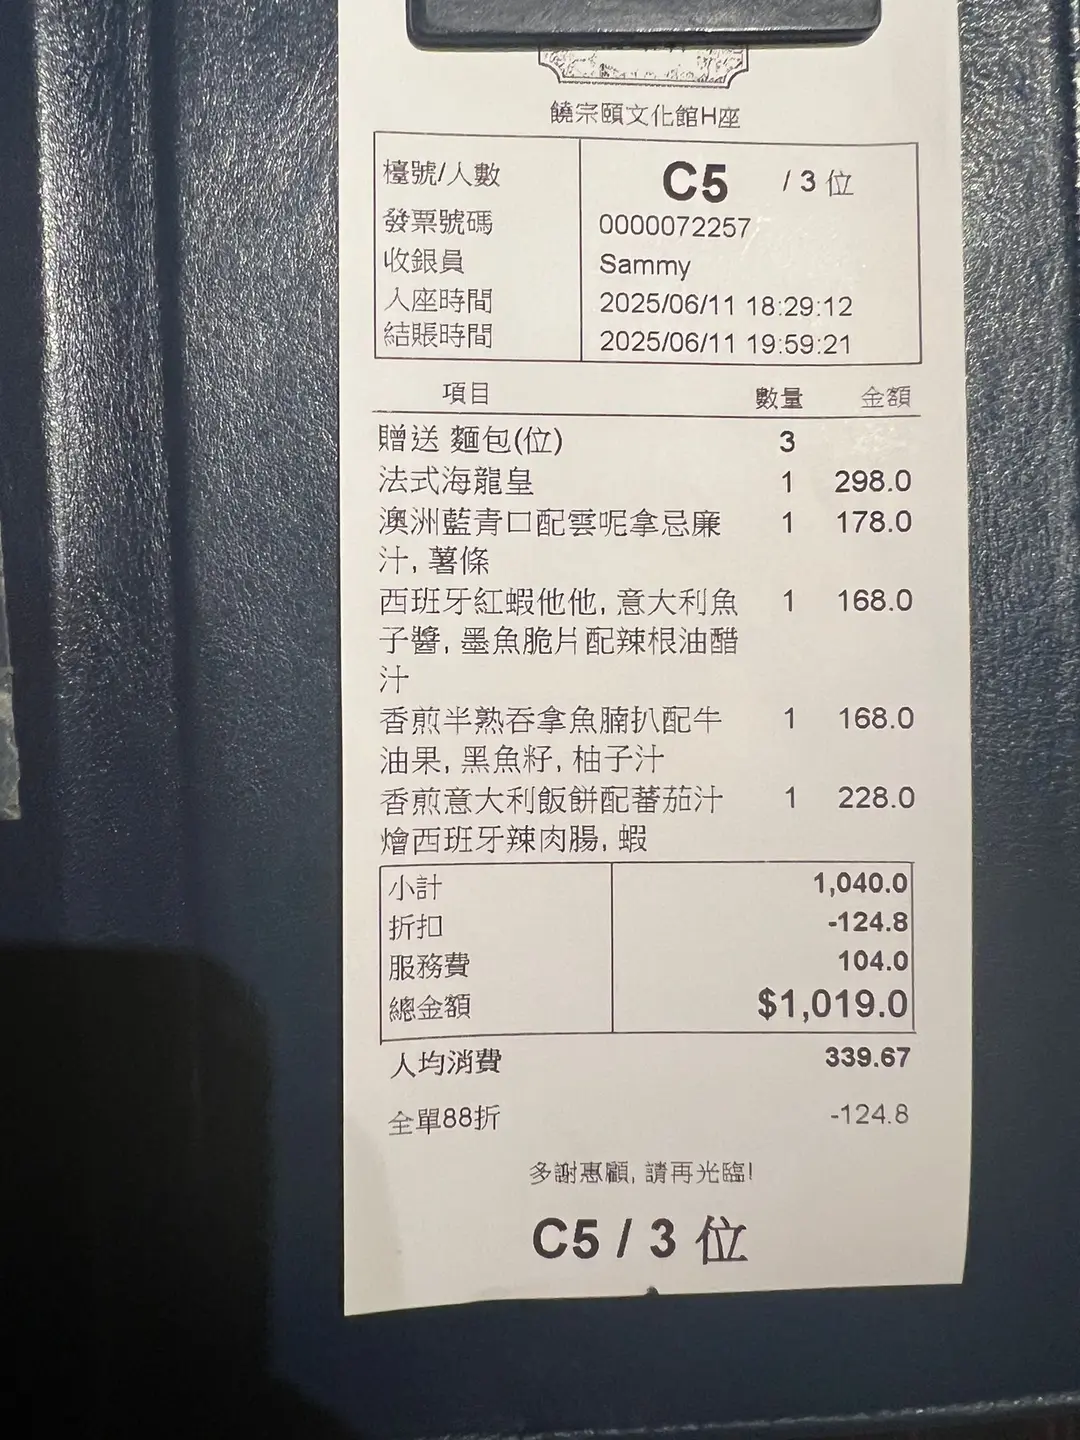 饒宗頤文化館H座
檯號/人數 C5 / 3 位
發票號碼 0000072257
收銀員 Sammy
入座時間 2025/06/11 18:29:12
結賬時間 2025/06/11 19:59:21
項目 數量 金額
贈送 麵包(位) 3
法式海龍皇 1 298.0
澳洲藍青口配雲呢拿忌廉 1 178.0
汁, 薯條
西班牙紅蝦他他, 意大利魚 1 168.0
子醬, 墨魚脆片配辣根油醋
汁
香煎半熟吞拿魚腩扒配牛 1 168.0
油果, 黑魚籽, 柚子汁
香煎意大利飯餅配蕃茄汁 1 228.0
燴西班牙辣肉腸, 蝦
小計 1,040.0
折扣 -124.8
服務費 104.0
總金額 $1,019.0
人均消費 339.67
全單88折 -124.8
多謝惠顧, 請再光臨!
C5 / 3 位